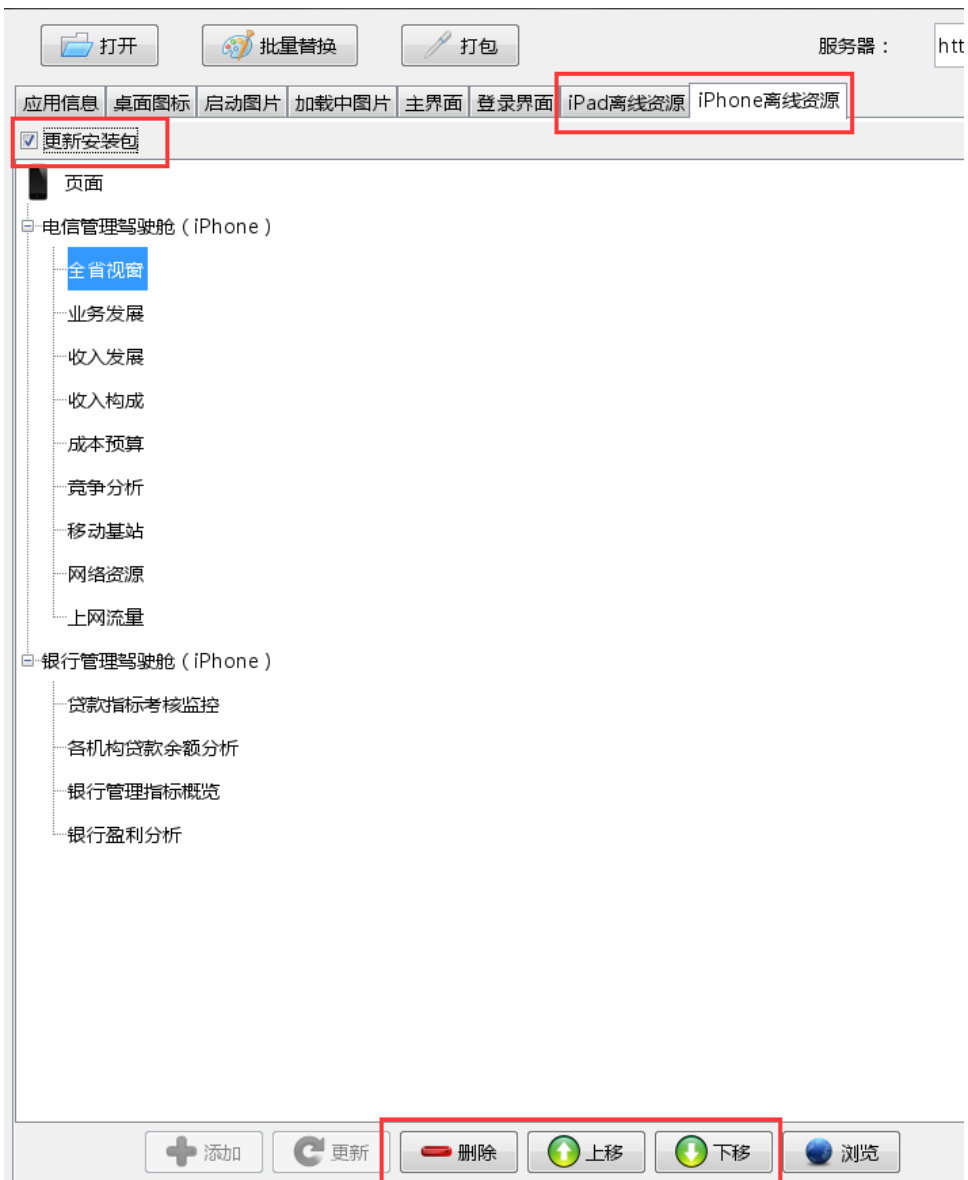 打开 批量替换 打包 服务器： htt
应用信息 桌面图标 启动图片 加载中图片 主界面 登录界面 iPad离线资源 iPhone离线资源
更新安装包
页面
电信管理驾驶舱（iPhone）
全省视窗
业务发展
收入发展
收入构成
成本预算
竞争分析
移动基站
网络资源
上网流量
银行管理驾驶舱（iPhone）
贷款指标考核监控
各机构贷款余额分析
银行管理指标概览
银行盈利分析
添加 更新 删除 上移 下移 浏览